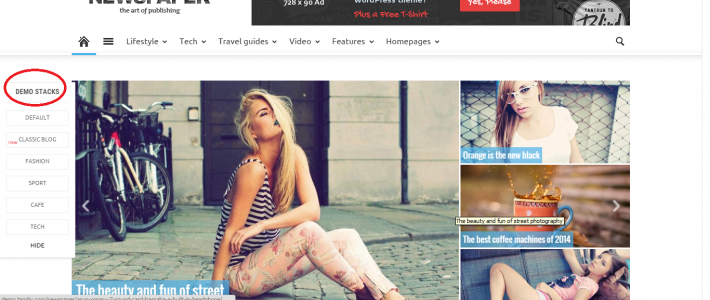 NEWSPAPER
the art of publishing
728 x 90 Ad
WordPress theme?
Plus a Free T-Shirt
Yes, Please
TANTRUM TO
Blind
Lifestyle Tech Travel guides Video Features Homepages
DEMO STACKS
DEFAULT
new CLASSIC BLOG
FASHION
SPORT
CAFE
TECH
HIDE
Orange is the new black
The beauty and fun of street photography
The best coffee machines of 2014
The beauty and fun of street